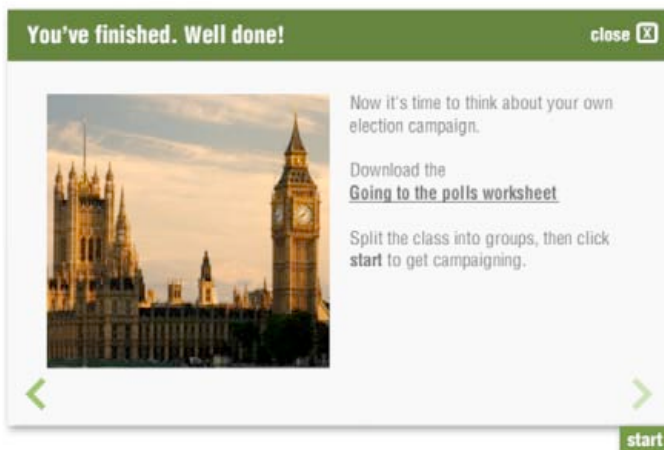 You've finished. Well done!
close X
Now it's time to think about your own
election campaign.
Download the
Going to the polls worksheet
Split the class into groups, then click
start to get campaigning.
start